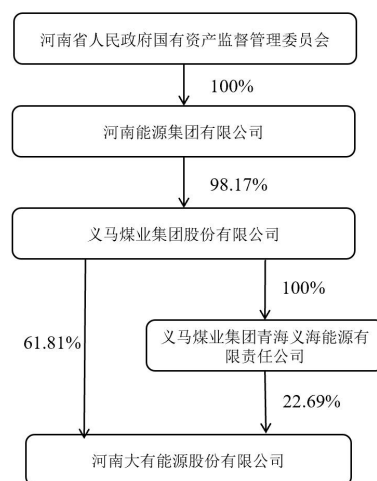 河南省人民政府国有资产监督管理委员会
100%
河南能源集团有限公司
98.17%
义马煤业集团股份有限公司
100%
61.81%
义马煤业集团青海义海能源有
限责任公司
22.69%
河南大有能源股份有限公司